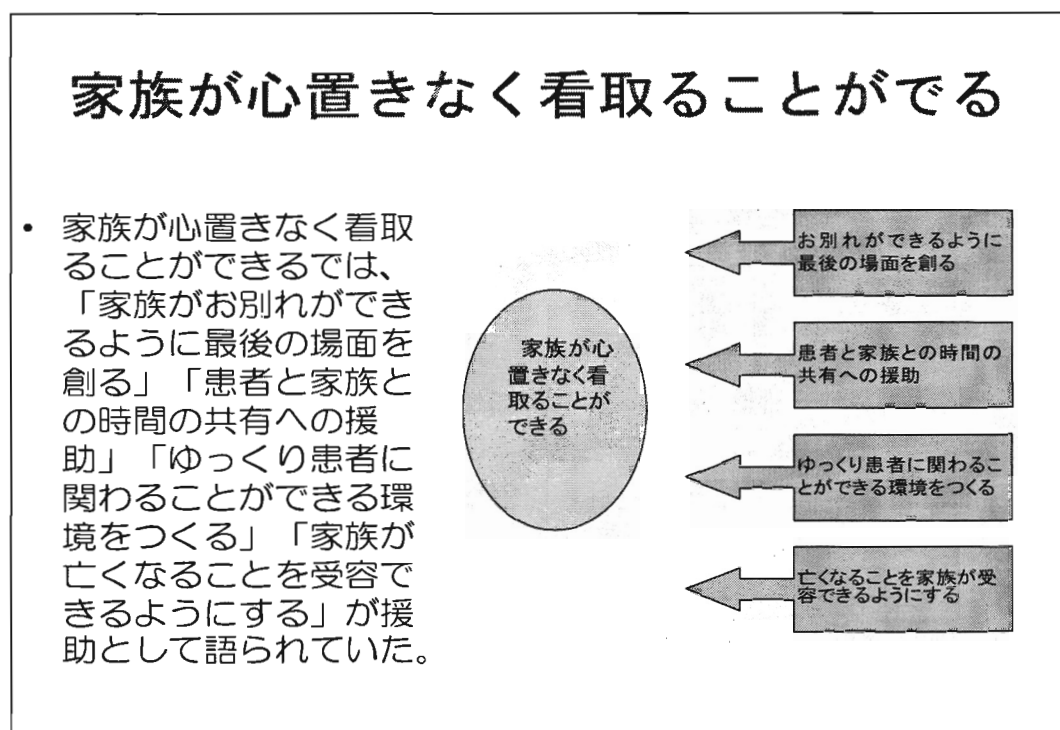 家族が心置きなく看取ることがでる
• 家族が心置きなく看取
ることができるでは、
「家族がお別れができ
るように最後の場面を
創る」「患者と家族と
の時間の共有への援
助」「ゆっくり患者に
関わることができる環
境をつくる」「家族が
亡くなることを受容で
きるようにする」が援
助として語られていた。
家族が心
置きなく看
取ることが
できる
お別れができるように
最後の場面を創る
患者と家族との時間の
共有への援助
ゆっくり患者に関わるこ
とができる環境をつくる
亡くなることを家族が受
容できるようにする